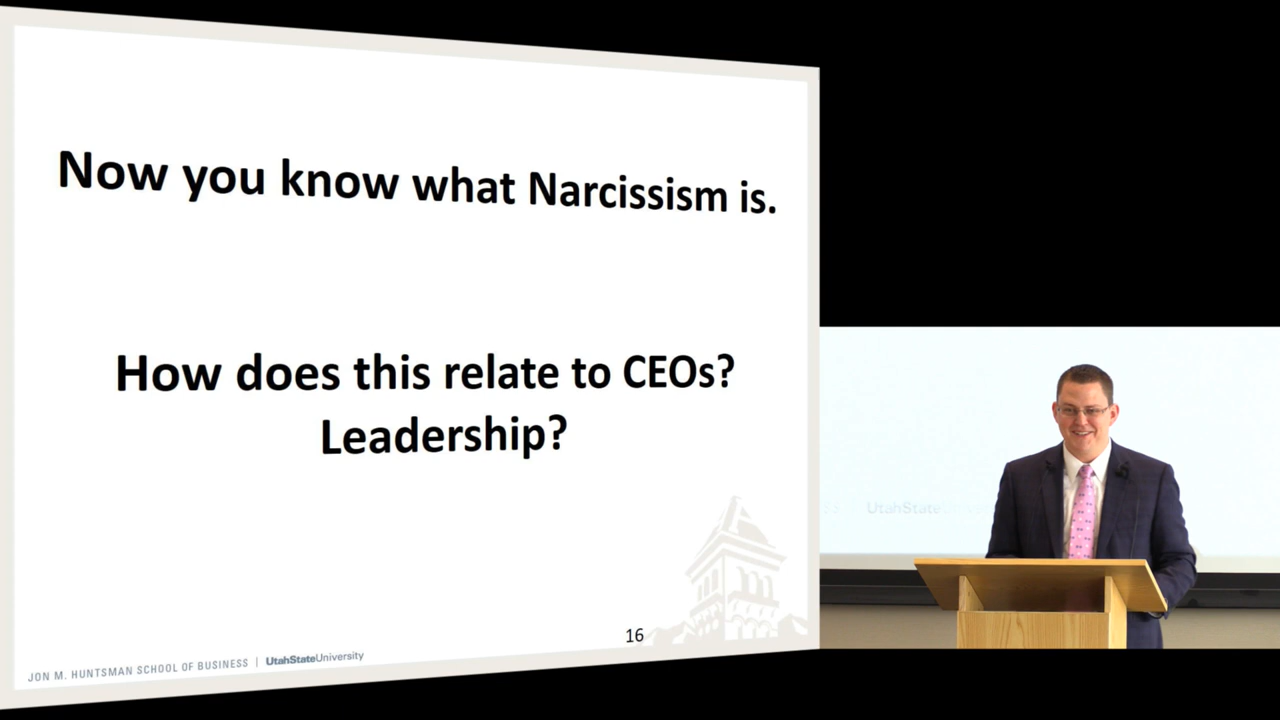 Now you know what Narcissism is.
How does this relate to CEOs?
Leadership?
16
JON M. HUNTSMAN SCHOOL OF BUSINESS | UtahStateUniversity
UtahState